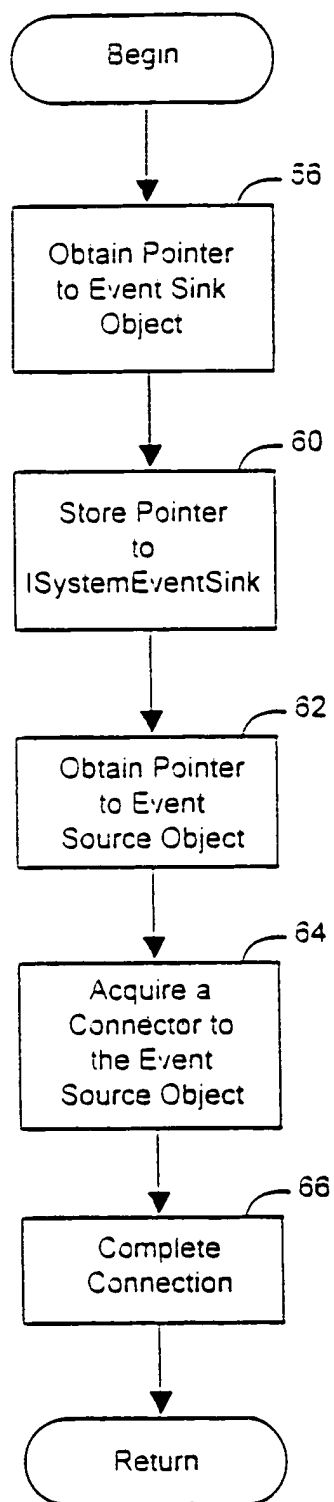 Begin
56
Obtain Pointer
to Event Sink
Object
60
Store Pointer
to
ISystemEventSink
62
Obtain Pointer
to Event
Source Object
64
Acquire a
Connector to
the Event
Source Object
66
Complete
Connection
Return